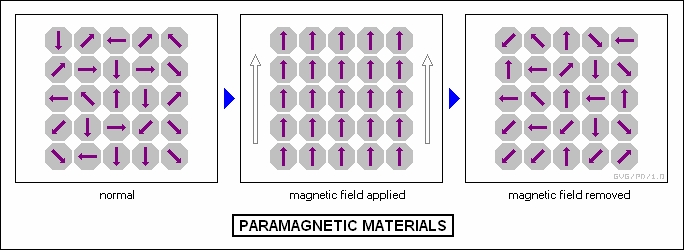 normal
magnetic field applied
magnetic field removed
GVG/PD/1.0
PARAMAGNETIC MATERIALS